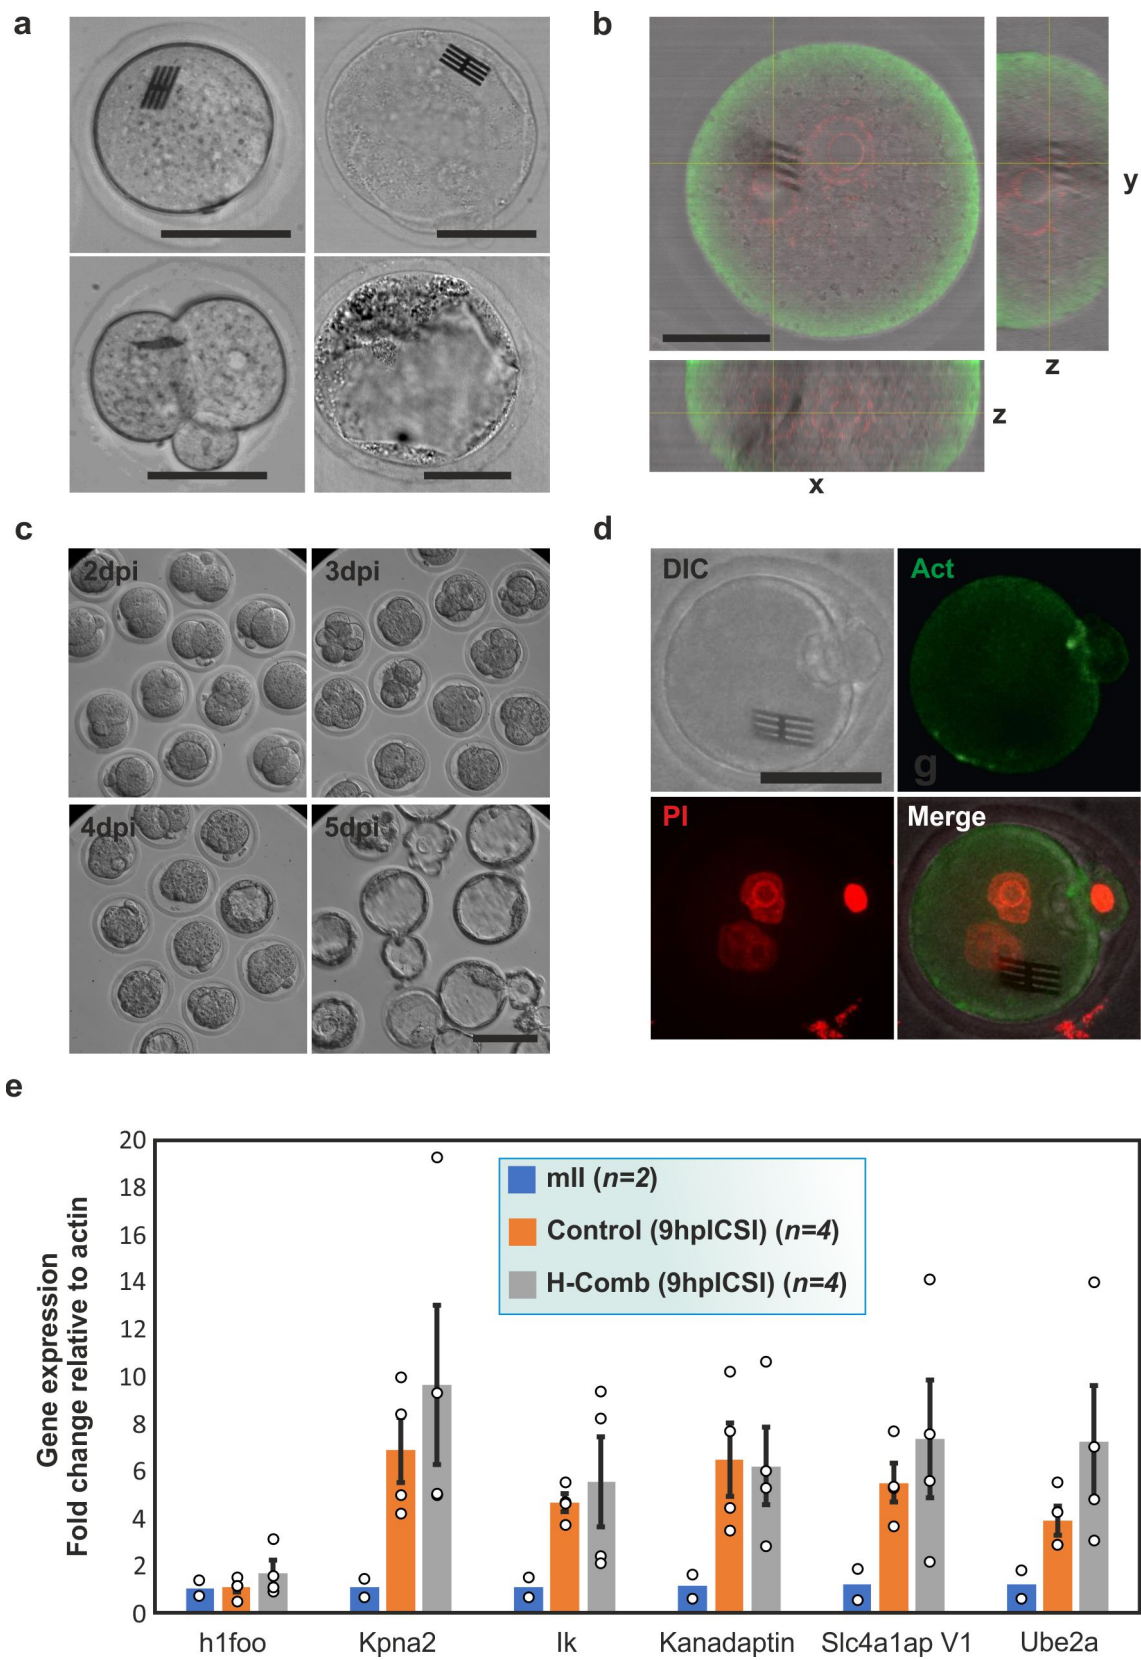 a
b
y
z
z
x
c
d
2dpi
3dpi
4dpi
5dpi
DIC
Act
g
PI
Merge
e
Gene expression
Fold change relative to actin
20
18
16
14
12
10
8
6
4
2
0
mII (n=2)
Control (9hpICSI) (n=4)
H-Comb (9hpICSI) (n=4)
h1foo
Kpna2
Ik
Kanadaptin
Slc4a1ap V1
Ube2a